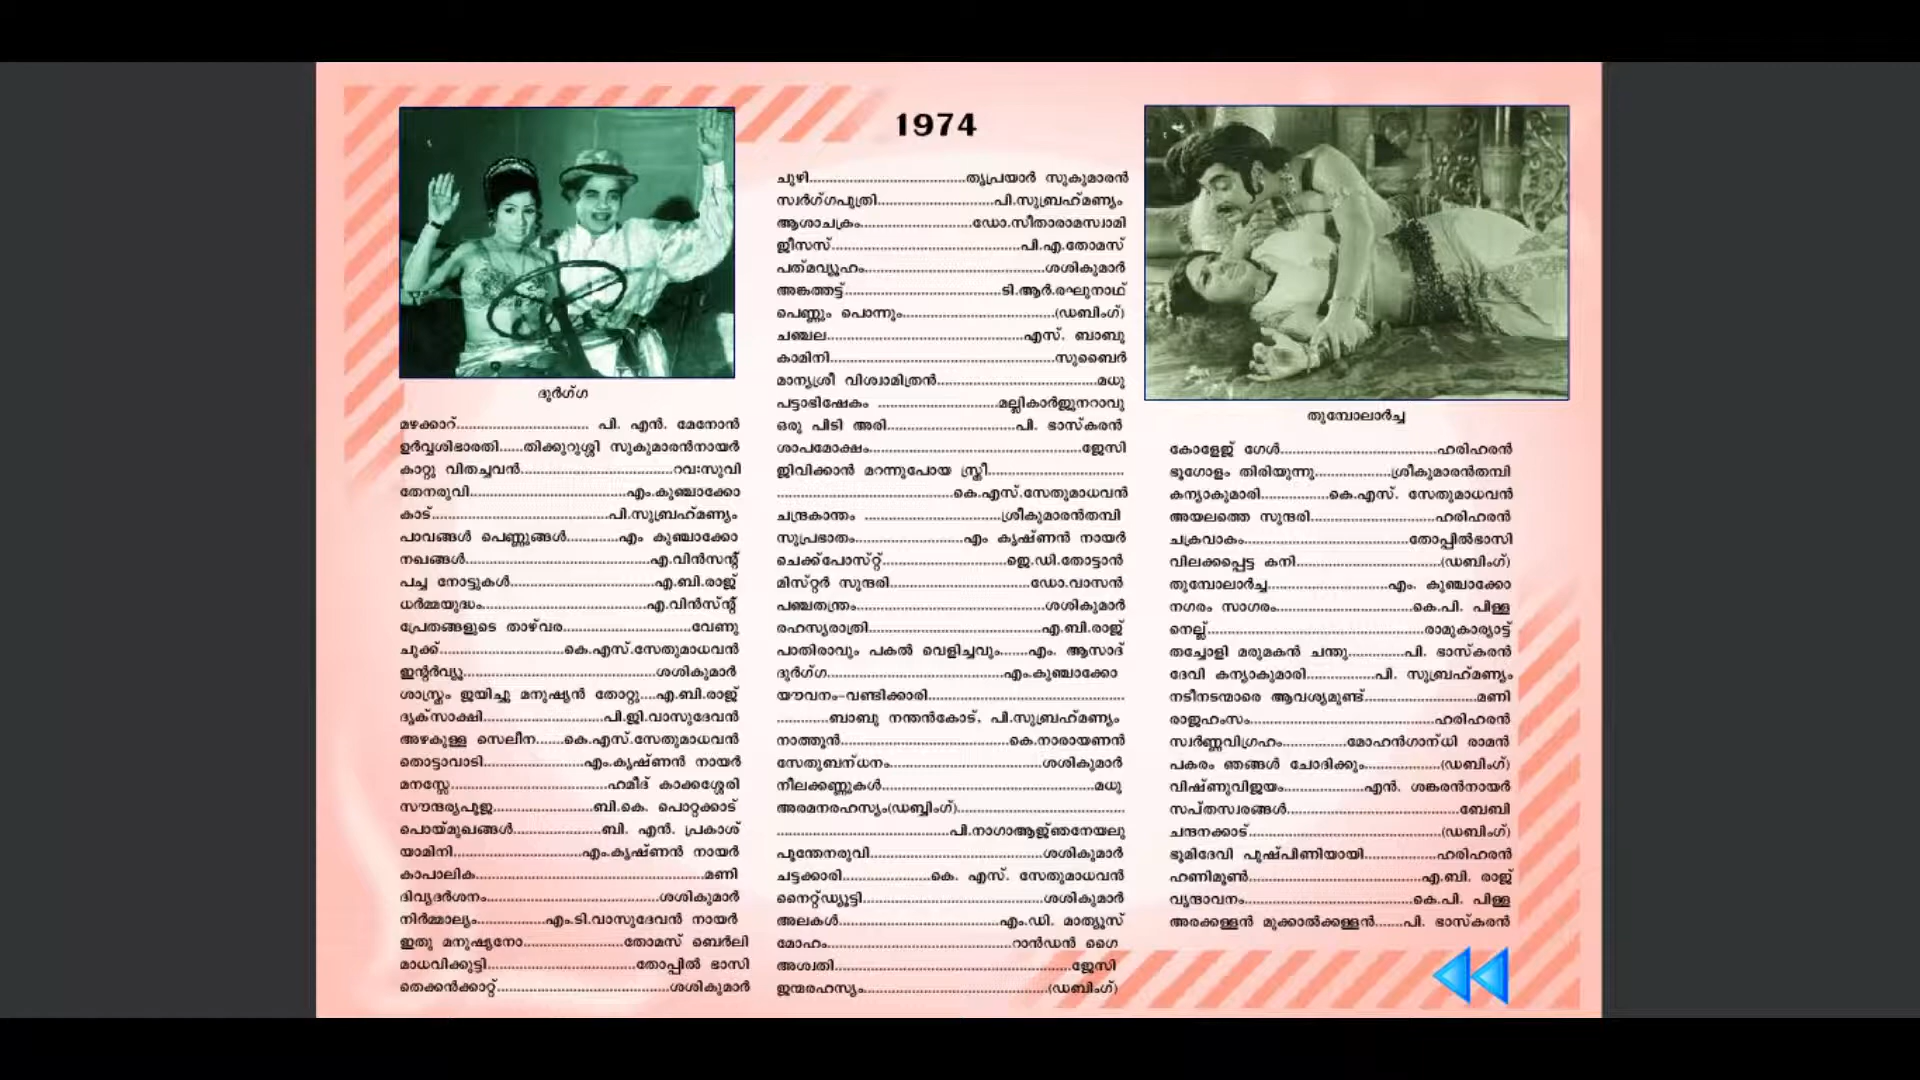 1974
ദുർഗ്ഗ
മഴക്കാറ്................................ പി. എൻ. മേനോൻ
ഉർവ്വശിഭാരതി......തിക്കുറുശ്ശി സുകുമാരൻനായർ
കാറ്റു വിതച്ചവൻ......................................റവ:സുവി
തേനരുവി.......................................എം.കുഞ്ചാക്കോ
കാട്............................................പി.സുബ്രഹ്മണ്യം
പാവങ്ങൾ പെണ്ണുങ്ങൾ.............എം കുഞ്ചാക്കോ
നഖങ്ങൾ..............................................എ.വിൻസന്റ്
പച്ച നോട്ടുകൾ....................................എ.ബി.രാജ്
ധർമ്മയുദ്ധം.........................................എ.വിൻസ്ന്റ്
പ്രേതങ്ങളുടെ താഴ്‌വര................................വേണു
ചുക്ക്...............................കെ.എസ്.സേതുമാധവൻ
ഇന്റർവ്യൂ................................................ശശികുമാർ
ശാസ്ത്രം ജയിച്ചു മനുഷ്യൻ തോറ്റു....എ.ബി.രാജ്
ദൃക്സാക്ഷി..............................പി.ജി.വാസുദേവൻ
അഴകുള്ള സെലീന.......കെ.എസ്.സേതുമാധവൻ
തൊട്ടാവാടി.........................എം.കൃഷ്ണൻ നായർ
മനസ്സേ.......................................ഹമീദ് കാക്കശ്ശേരി
സൗന്ദര്യപൂജ.........................ബി.കെ. പൊറ്റക്കാട്
പൊയ്മുഖങ്ങൾ......................ബി. എൻ. പ്രകാശ്
യാമിനി................................എം.കൃഷ്ണൻ നായർ
കാപാലിക.........................................................മണി
ദിവ്യദർശനം...........................................ശശികുമാർ
നിർമ്മാല്യം.................എം.ടി.വാസുദേവൻ നായർ
ഇതു മനുഷ്യനോ.........................തോമസ് ബെർലി
മാധവിക്കുട്ടി.....................................തോപ്പിൽ ഭാസി
തെക്കൻക്കാറ്റ്...........................................ശശികുമാർ
ചുഴി.......................................തൃപ്രയാർ സുകുമാരൻ
സ്വർഗ്ഗപുത്രി.............................പി.സുബ്രഹ്മണ്യം
ആശാചക്രം............................ഡോ.സീതാരാമസ്വാമി
ജീസസ്...............................................പി.എ.തോമസ്
പത്മവ്യൂഹം.............................................ശശികുമാർ
അങ്കത്തട്ട്.......................................ടി.ആർ.രഘുനാഥ്
പെണ്ണും പൊന്നും......................................(ഡബിംഗ്)
ചഞ്ചല.................................................എസ്. ബാബു
കാമിനി........................................................സുബൈർ
മാന്യശ്രീ വിശ്വാമിത്രൻ........................................മധു
പട്ടാഭിഷേകം ..............................മല്ലികാർജുനറാവു
ഒരു പിടി അരി................................പി. ഭാസ്കരൻ
ശാപമോക്ഷം.....................................................ജേസി
ജീവിക്കാൻ മറന്നുപോയ സ്ത്രീ..................................
............................................കെ.എസ്.സേതുമാധവൻ
ചന്ദ്രകാന്തം ..................................ശ്രീകുമാരൻതമ്പി
സുപ്രഭാതം...........................എം കൃഷ്ണൻ നായർ
ചെക്ക്പോസ്റ്റ്...............................ജെ.ഡി.തോട്ടാൻ
മിസ്റ്റർ സുന്ദരി...................................ഡോ.വാസൻ
പഞ്ചതന്ത്രം...............................................ശശികുമാർ
രഹസ്യരാത്രി...........................................എ.ബി.രാജ്
പാതിരാവും പകൽ വെളിച്ചവും.......എം. ആസാദ്
ദുർഗ്ഗ............................................എം.കുഞ്ചാക്കോ
യൗവനം-വണ്ടിക്കാരി.................................................
.............ബാബു നന്തൻകോട്, പി.സുബ്രഹ്മണ്യം
നാത്തൂൻ..........................................കെ.നാരായണൻ
സേതുബന്ധനം......................................ശശികുമാർ
നീലക്കണ്ണുകൾ.....................................................മധു
അരമനരഹസ്യം(ഡബ്ബിംഗ്)..........................................
...........................................പി.നാഗാആഞ്ജനേയലു
പൂന്തേനരുവി...........................................ശശികുമാർ
ചട്ടക്കാരി......................കെ. എസ്. സേതുമാധവൻ
നൈറ്റ്ഡ്യൂട്ടി.............................................ശശികുമാർ
അലകൾ........................................എം.ഡി. മാത്യൂസ്
മോഹം..............................................റാൻഡൻ ഗൈ
അശ്വതി...........................................................ജേസി
ജന്മരഹസ്യം..............................................(ഡബിംഗ്)
തുമ്പോലാർച്ച
കോളേജ് ഗേൾ.......................................ഹരിഹരൻ
ഭൂഗോളം തിരിയുന്നു...................ശ്രീകുമാരൻതമ്പി
കന്യാകുമാരി.................കെ.എസ്. സേതുമാധവൻ
അയലത്തെ സുന്ദരി...............................ഹരിഹരൻ
ചക്രവാകം.........................................തോപ്പിൽഭാസി
വിലക്കപ്പെട്ട കനി....................................(ഡബിംഗ്)
തുമ്പോലാർച്ച..............................എം. കുഞ്ചാക്കോ
നഗരം സാഗരം..................................കെ.പി. പിള്ള
നെല്ല്......................................................രാമുകാര്യാട്ട്
തച്ചോളി മരുമകൻ ചന്തു..............പി. ഭാസ്കരൻ
ദേവി കന്യാകുമാരി.................പി. സുബ്രഹ്മണ്യം
നടീനടന്മാരെ ആവശ്യമുണ്ട്............................മണി
രാജഹംസം..............................................ഹരിഹരൻ
സ്വർണ്ണവിഗ്രഹം................മോഹൻഗാന്ധി രാമൻ
പകരം ഞങ്ങൾ ചോദിക്കും...................(ഡബിംഗ്)
വിഷ്ണുവിജയം....................എൻ. ശങ്കരൻനായർ
സപ്തസ്വരങ്ങൾ...........................................ബേബി
ചന്ദനക്കാട്................................................(ഡബിംഗ്)
ഭൂമിദേവി പുഷ്പിണിയായി..................ഹരിഹരൻ
ഹണിമൂൺ...........................................എ.ബി. രാജ്
വൃന്ദാവനം..........................................കെ.പി. പിള്ള
അരക്കള്ളൻ മുക്കാൽക്കള്ളൻ.......പി. ഭാസ്കരൻ